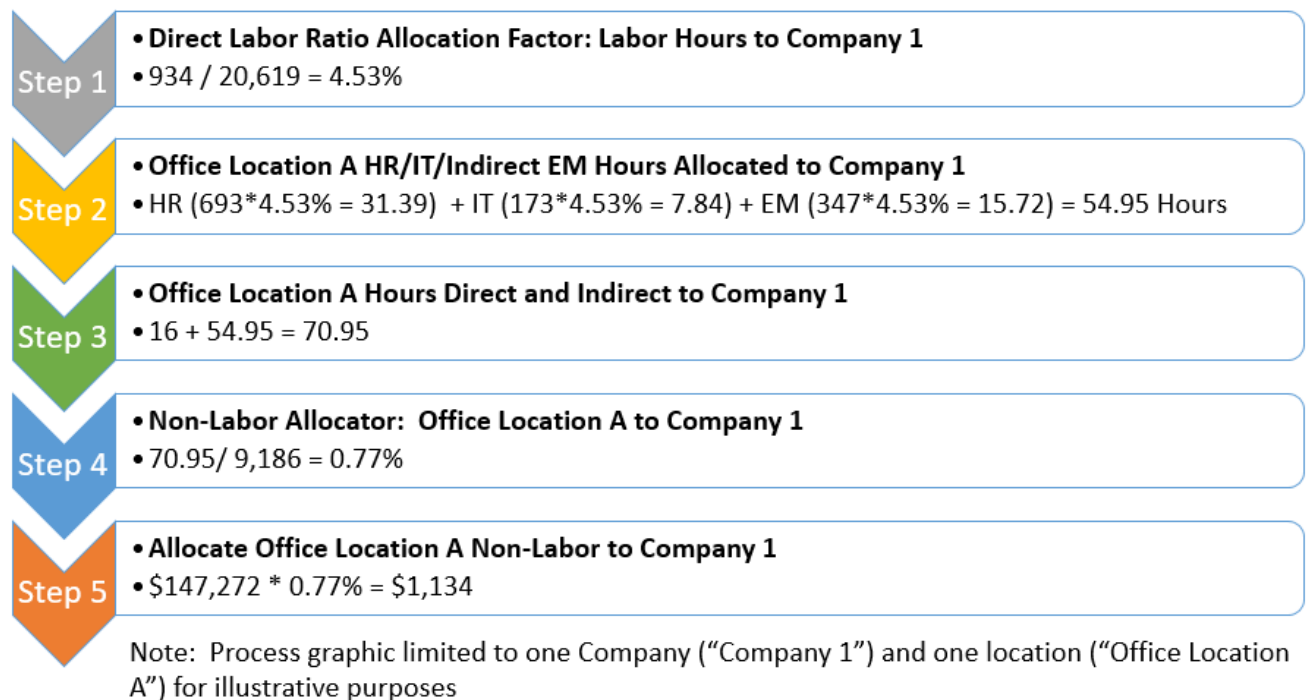 Step 1
• Direct Labor Ratio Allocation Factor: Labor Hours to Company 1
• 934 / 20,619 = 4.53%
Step 2
• Office Location A HR/IT/Indirect EM Hours Allocated to Company 1
• HR (693*4.53% = 31.39)  + IT (173*4.53% = 7.84) + EM (347*4.53% = 15.72) = 54.95 Hours
Step 3
• Office Location A Hours Direct and Indirect to Company 1
• 16 + 54.95 = 70.95
Step 4
• Non-Labor Allocator:  Office Location A to Company 1
• 70.95/ 9,186 = 0.77%
Step 5
• Allocate Office Location A Non-Labor to Company 1
• $147,272 * 0.77% = $1,134
Note:  Process graphic limited to one Company (“Company 1”) and one location (“Office Location
A”) for illustrative purposes